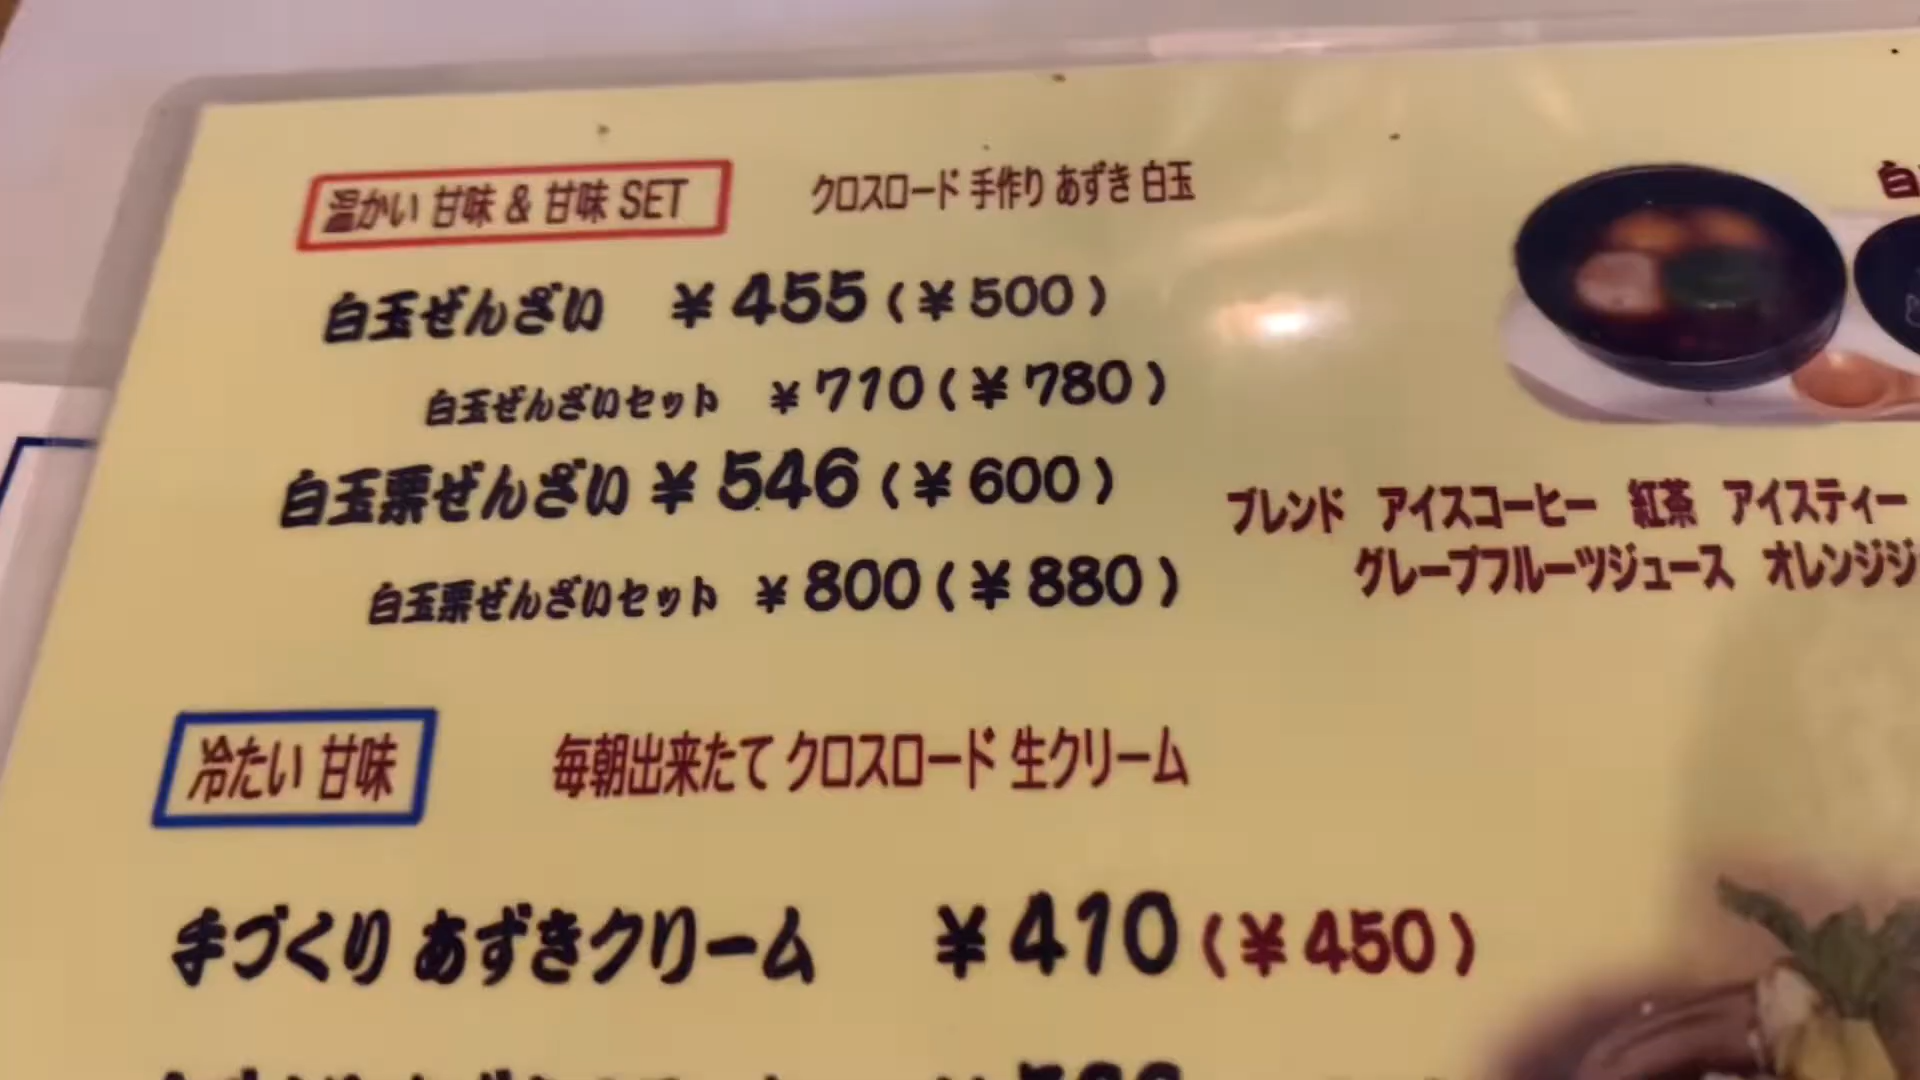 温かい 甘味 & 甘味 SET
クロスロード 手作り あずき 白玉
白玉ぜんざい ¥455(¥500)
白玉ぜんざいセット ¥710(¥780)
白玉栗ぜんざい ¥546(¥600)
白玉栗ぜんざいセット ¥800(¥880)
ブレンド アイスコーヒー 紅茶 アイスティー
グレープフルーツジュース オレンジジ
冷たい 甘味
毎朝出来たて クロスロード 生クリーム
手づくり あずきクリーム ¥410(¥450)